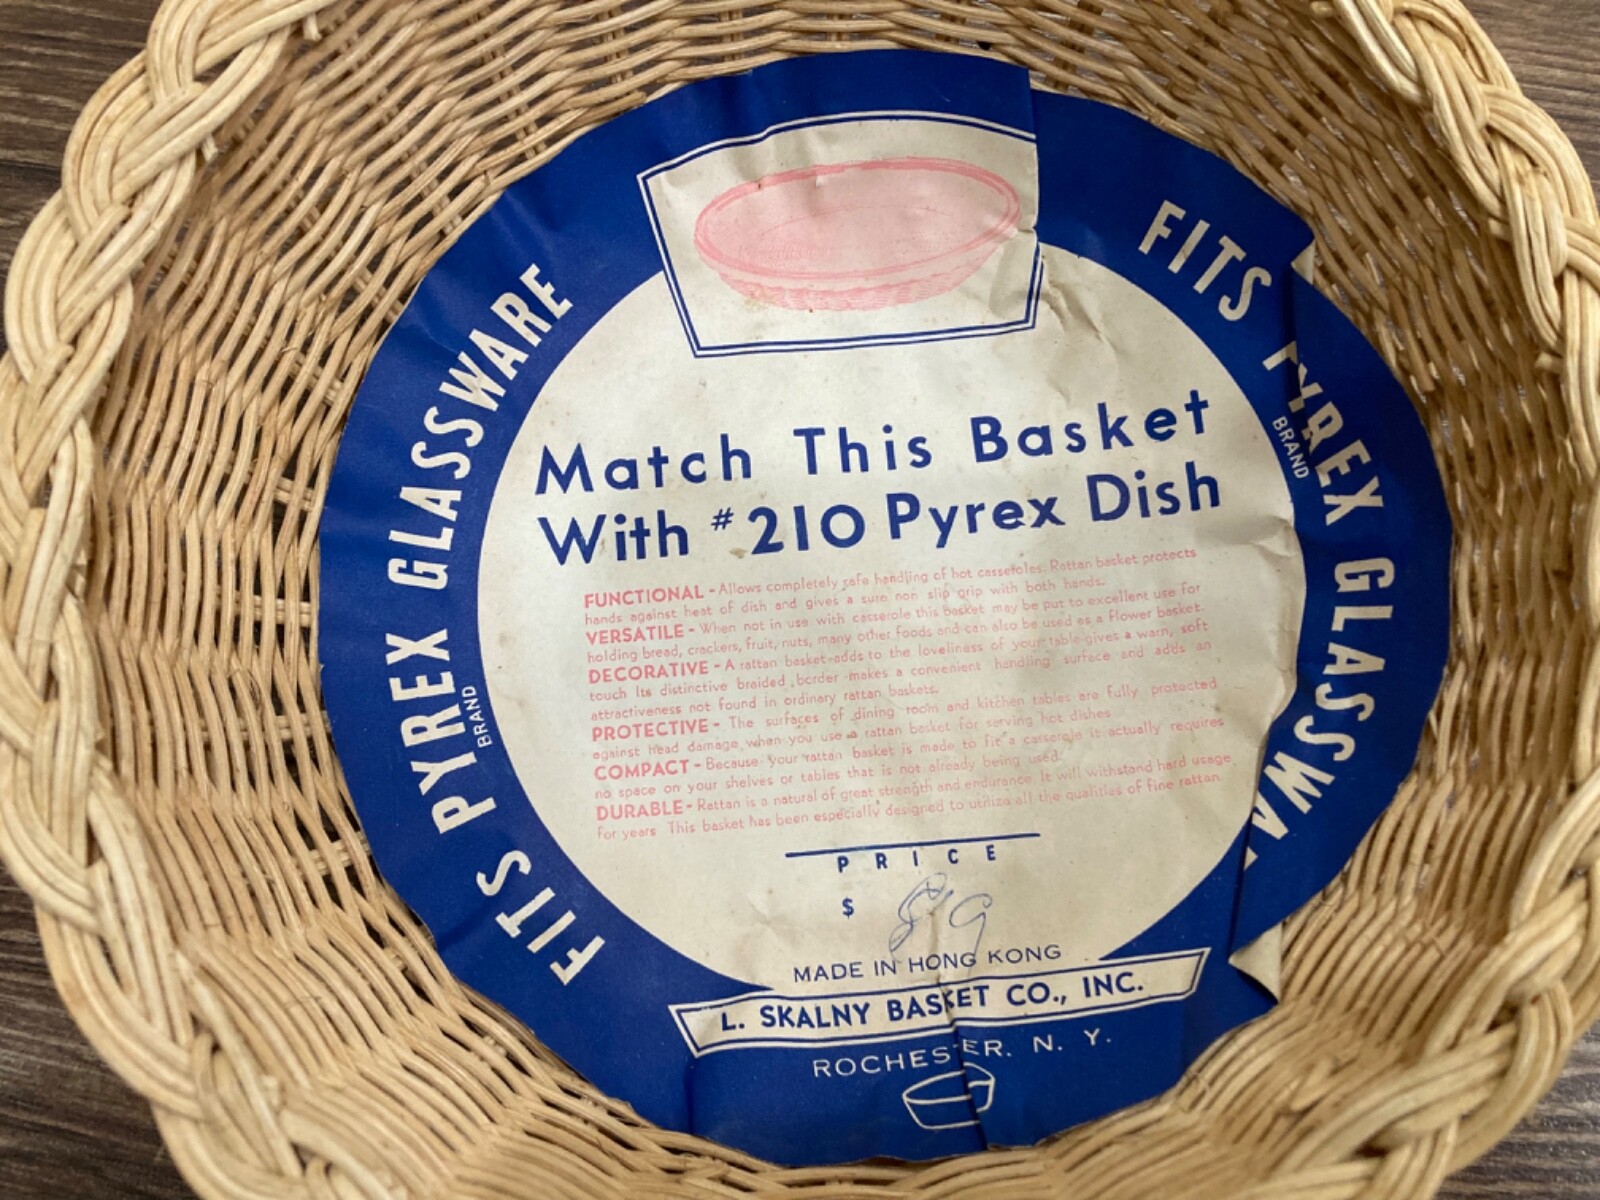 FITS PYREX GLASSWARE
BRAND
FITS PYREX GLASSWA
BRAND
Match This Basket
With #210 Pyrex Dish
FUNCTIONAL - Allows completely safe handling of hot casseroles. Rattan basket protects
hands against heat of dish and gives a sure non slip grip with both hands.
VERSATILE - When not in use with casserole this basket may be put to excellent use for
holding bread, crackers, fruit, nuts, many other foods and can also be used as a flower basket.
DECORATIVE - A rattan basket adds to the loveliness of your table gives a warn, soft
touch Its distinctive braided border makes a convenient handling surface and adds an
attractiveness not found in ordinary rattan baskets.
PROTECTIVE - The surfaces of dining room and kitchen tables are fully protected
against head damage when you use a rattan basket for serving hot dishes
COMPACT - Because your rattan basket is made to fit a casserole it actually requires
no space on your shelves or tables that is not already being used.
DURABLE - Rattan is a natural of great strength and endurance. It will withstand hard usage
for years This basket has been especially designed to utilize all the qualities of fine rattan.
PRICE
$ 89
MADE IN HONG KONG
L. SKALNY BASKET CO., INC.
ROCHESTER. N. Y.